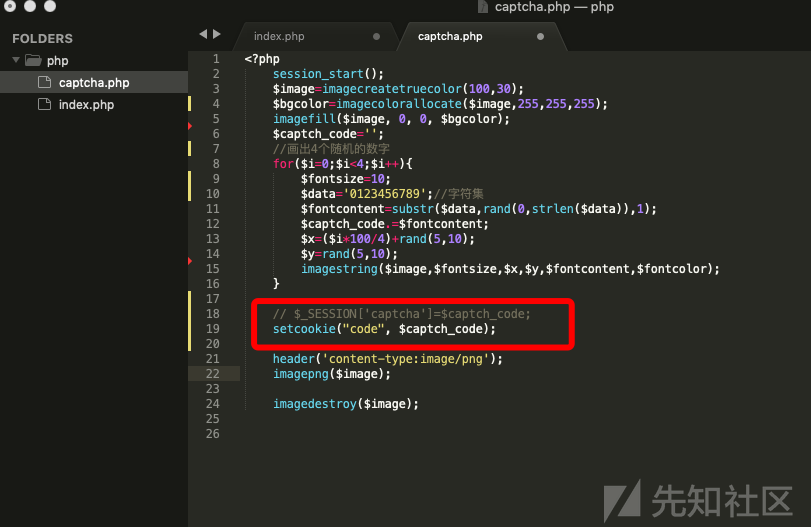 captcha.php — php
FOLDERS
php
captcha.php
index.php
index.php
captcha.php
1 <?php
2 session_start();
3 $image=imagecreatetruecolor(100,30);
4 $bgcolor=imagecolorallocate($image,255,255,255);
5 imagefill($image, 0, 0, $bgcolor);
6 $captch_code='';
7 //画出4个随机的数字
8 for($i=0;$i<4;$i++){
9 $fontsize=10;
10 $data='0123456789';//字符集
11 $fontcontent=substr($data,rand(0,strlen($data)),1);
12 $captch_code.=$fontcontent;
13 $x=($i*100/4)+rand(5,10);
14 $y=rand(5,10);
15 imagestring($image,$fontsize,$x,$y,$fontcontent,$fontcolor);
16 }
17
18 // $_SESSION['captcha']=$captch_code;
19 setcookie("code", $captch_code);
20
21 header('content-type:image/png');
22 imagepng($image);
23
24 imagedestroy($image);
25
26
先知社区